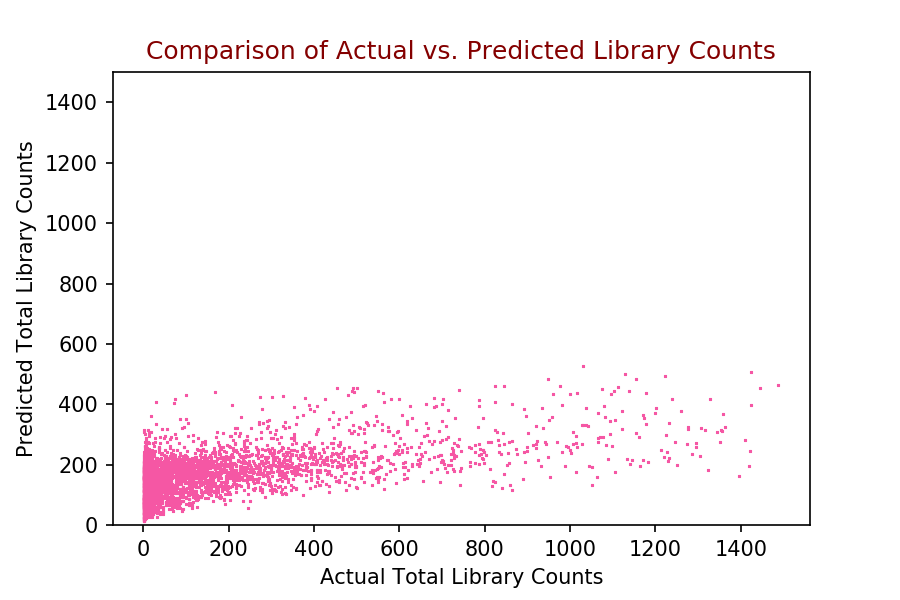 Comparison of Actual vs. Predicted Library Counts
Predicted Total Library Counts
1400
1200
1000
800
600
400
200
0
0 200 400 600 800 1000 1200 1400
Actual Total Library Counts